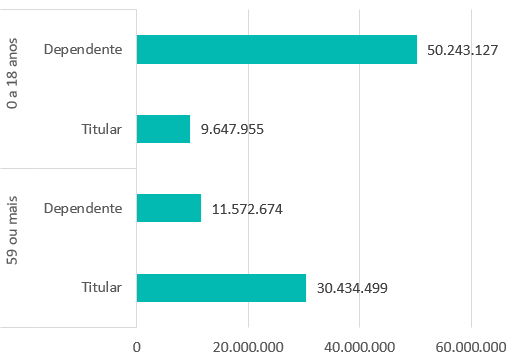 0 a 18 anos
Dependente
50.243.127
Titular
9.647.955
59 ou mais
Dependente
11.572.674
Titular
30.434.499
0
20.000.000
40.000.000
60.000.000